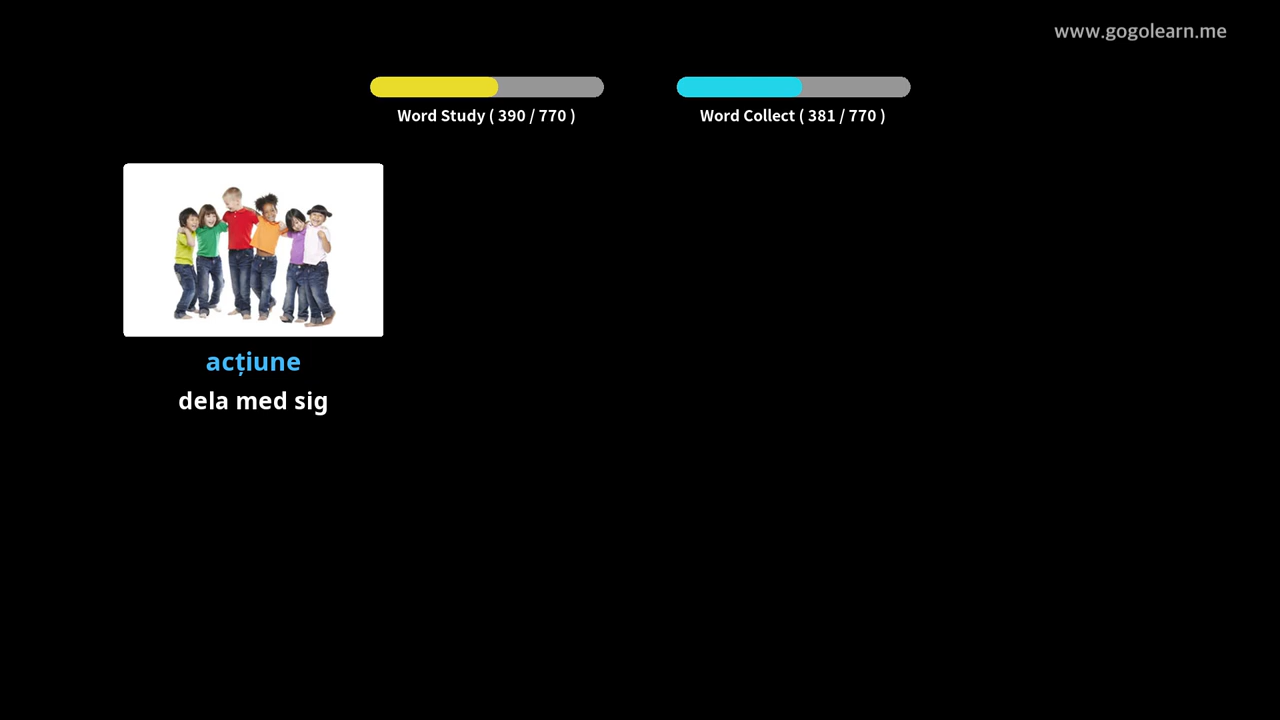 www.gogolearn.me
Word Study ( 390 / 770 )
Word Collect ( 381 / 770 )
acțiune
dela med sig